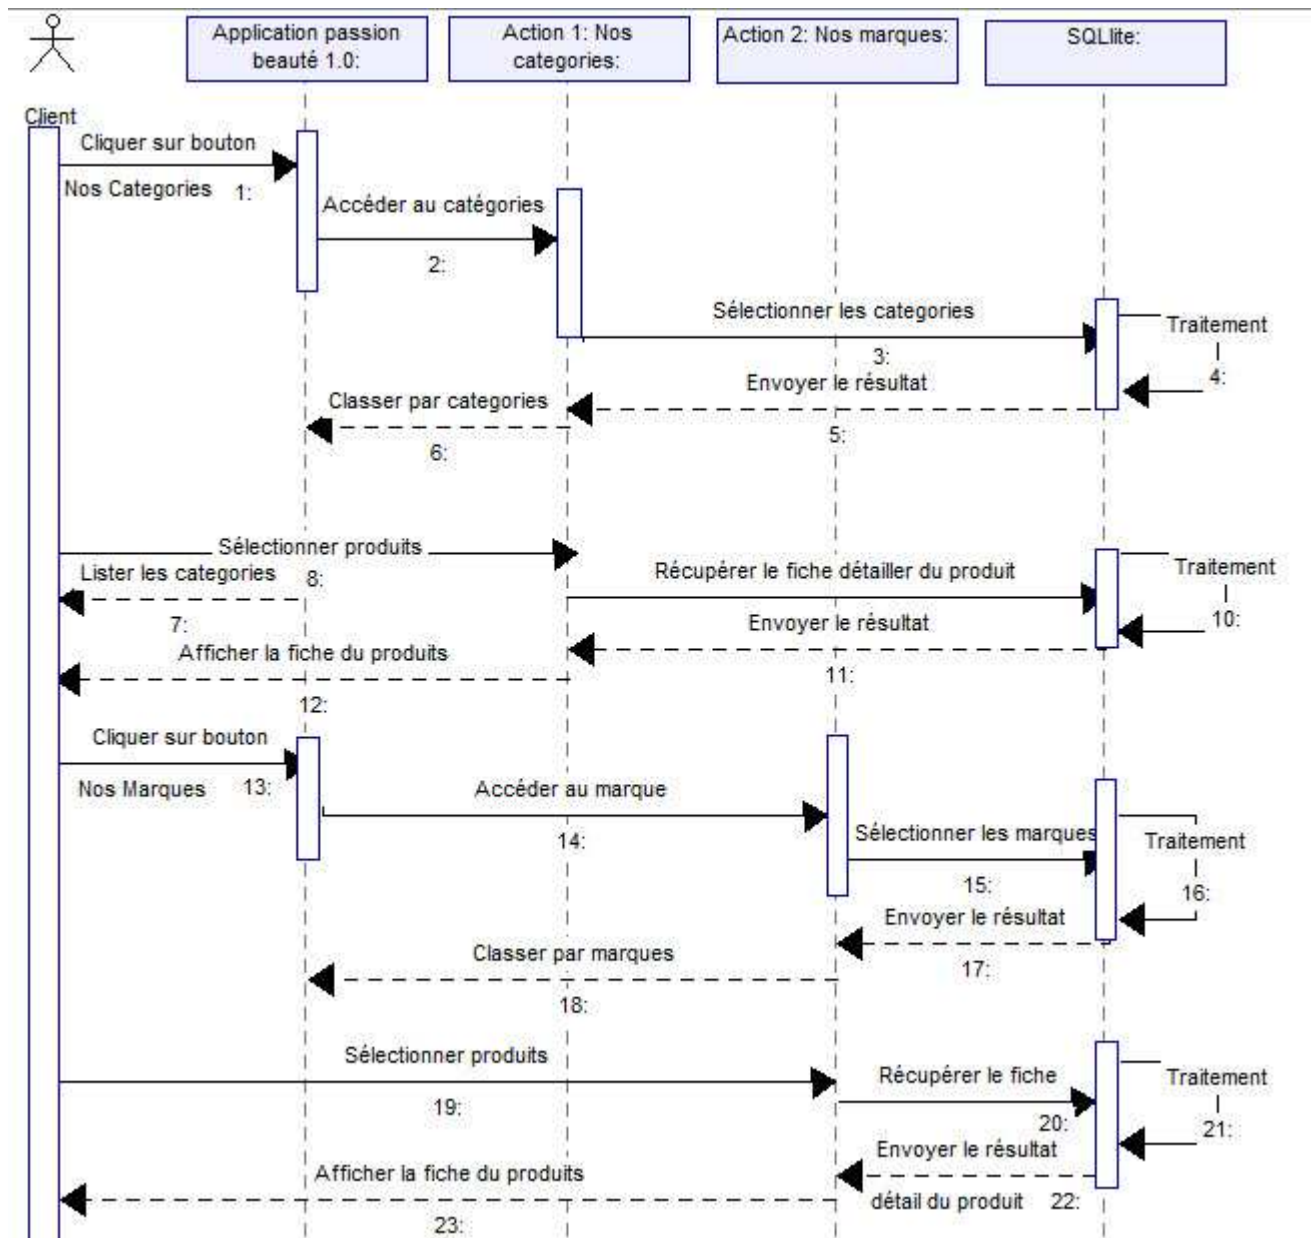 Application passion
beauté 1.0:
Action 1: Nos
categories:
Action 2: Nos marques:
SQLlite:
Client
Cliquer sur bouton
Nos Categories 1:
Accéder au catégories
2:
Sélectionner les categories
3:
Traitement
4:
Envoyer le résultat
5:
Classer par categories
6:
Sélectionner produits
8:
Lister les categories
7:
Récupérer le fiche détailler du produit
Traitement
10:
Envoyer le résultat
11:
Afficher la fiche du produits
12:
Cliquer sur bouton
Nos Marques 13:
Accéder au marque
14:
Sélectionner les marques
15:
Traitement
16:
Envoyer le résultat
17:
Classer par marques
18:
Sélectionner produits
19:
Récupérer le fiche
20:
Traitement
21:
Envoyer le résultat
détail du produit 22:
Afficher la fiche du produits
23: